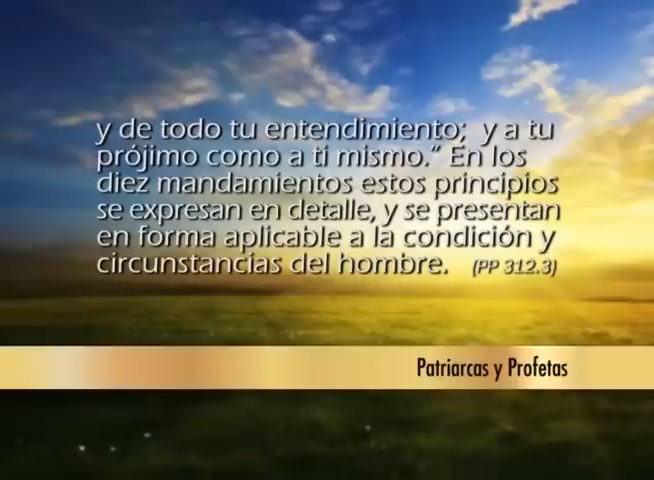 y de todo tu entendimiento;  y a tu
prójimo como a ti mismo.” En los
diez mandamientos estos principios
se expresan en detalle, y se presentan
en forma aplicable a la condición y
circunstancias del hombre.  (PP 312.3)
Patriarcas y Profetas